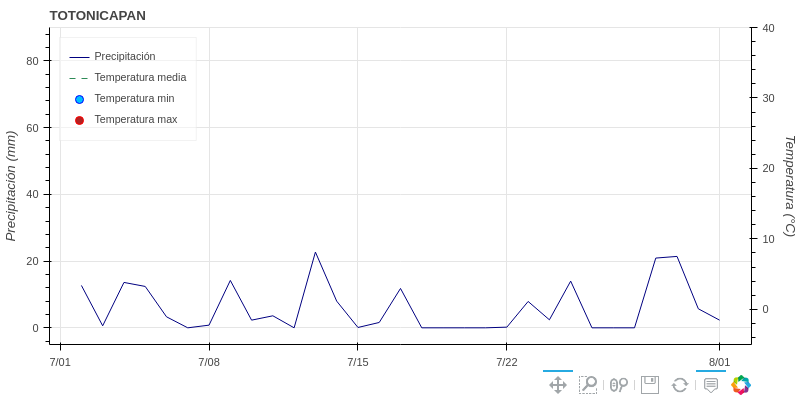 TOTONICAPAN
Precipitación
Temperatura media
Temperatura min
Temperatura max
Precipitación (mm)
80
60
40
20
0
Temperatura (°C)
40
30
20
10
0
7/01
7/08
7/15
7/22
8/01